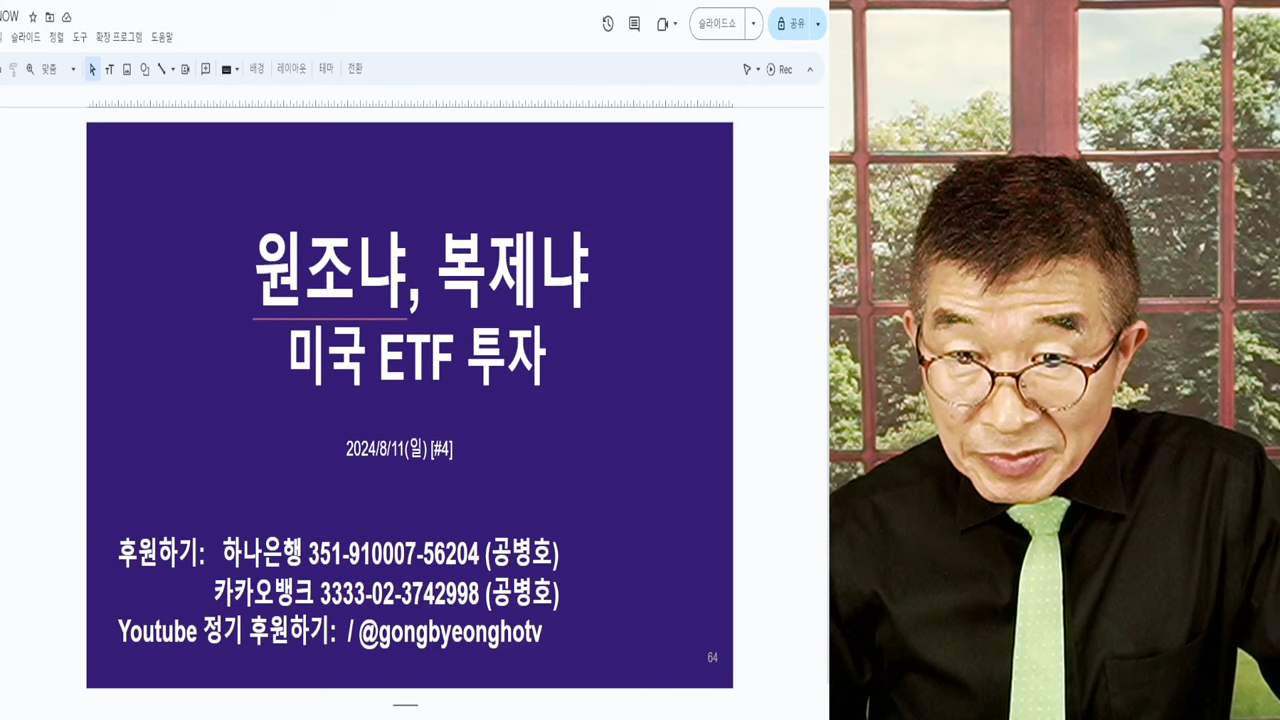 NOW
슬라이드 정렬 도구 확장 프로그램 도움말
슬라이드쇼
공유
맞춤
배경 레이아웃 테마 전환
Rec
원조냐, 복제냐
미국 ETF 투자
2024/8/11(일) [#4]
후원하기: 하나은행 351-910007-56204 (공병호)
카카오뱅크 3333-02-3742998 (공병호)
Youtube 정기 후원하기: / @gongbyeonghotv
64